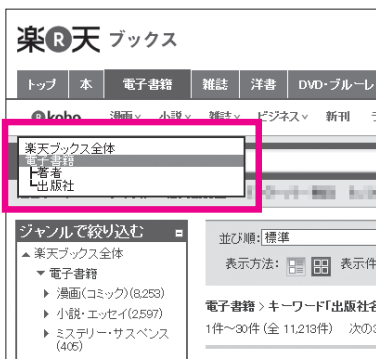 楽R天 ブックス
トップ 本 電子書籍 雑誌 洋書 DVD・ブルーレ
kobo 漫画 小説 雑誌 ビジネス 新刊
楽天ブックス全体
電子書籍
├著者
└出版社
ジャンルで絞り込む
▲ 楽天ブックス全体
▼ 電子書籍
▶ 漫画(コミック)(8,253)
▶ 小説・エッセイ(2,597)
▶ ミステリー・サスペンス
(405)
並び順: 標準
表示方法: 表示件
電子書籍 > キーワード「出版社名
1件~30件 (全 11,213件) 次の3